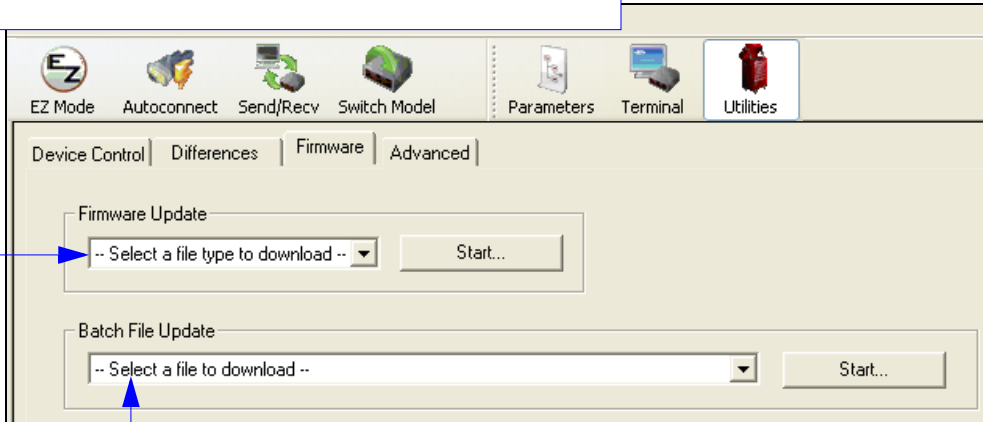 EZ
EZ Mode Autoconnect Send/Recv Switch Model Parameters Terminal Utilities
Device Control Differences Firmware Advanced
Firmware Update
-- Select a file type to download -- Start...
Batch File Update
-- Select a file to download -- Start...